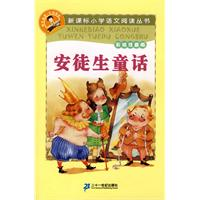 新课标小学语文阅读丛书
XINKEBIAO XIAOXUE
YUWEN YUEDU CONGSHU
彩绘注音版
安徒生童话
二十一世纪出版社